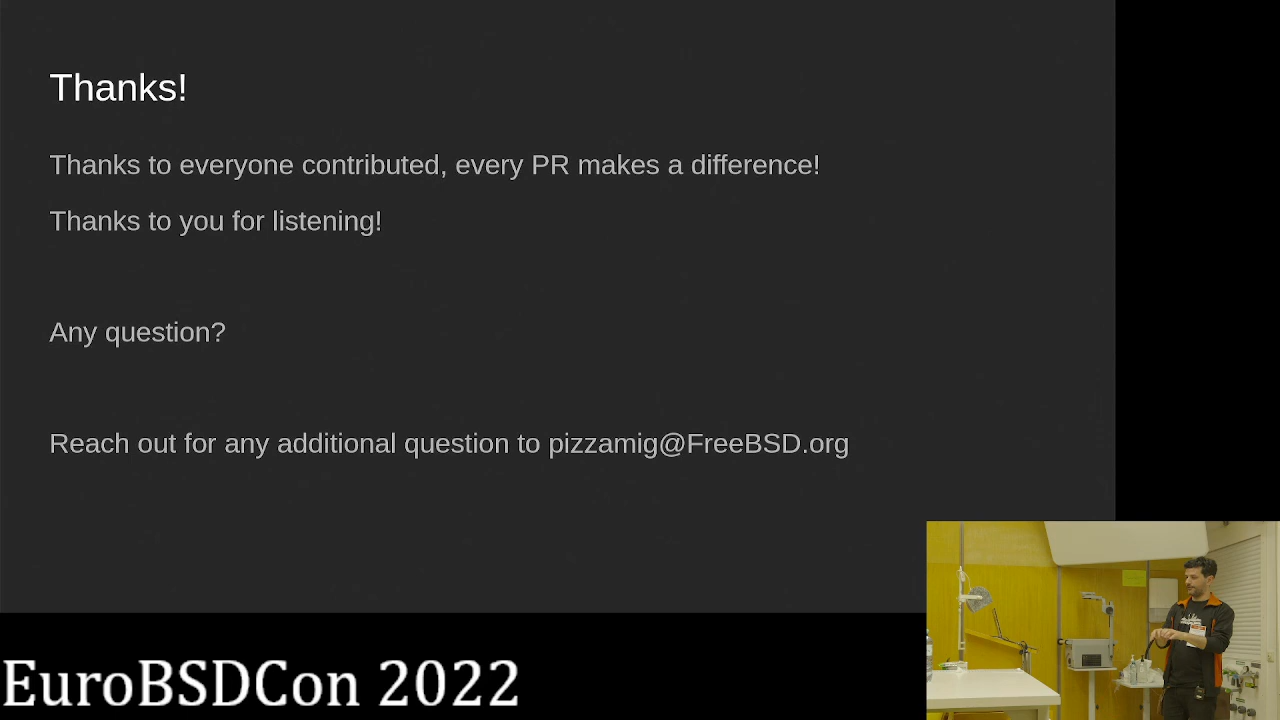 Thanks!
Thanks to everyone contributed, every PR makes a difference!
Thanks to you for listening!
Any question?
Reach out for any additional question to pizzamig@FreeBSD.org
EuroBSDCon 2022